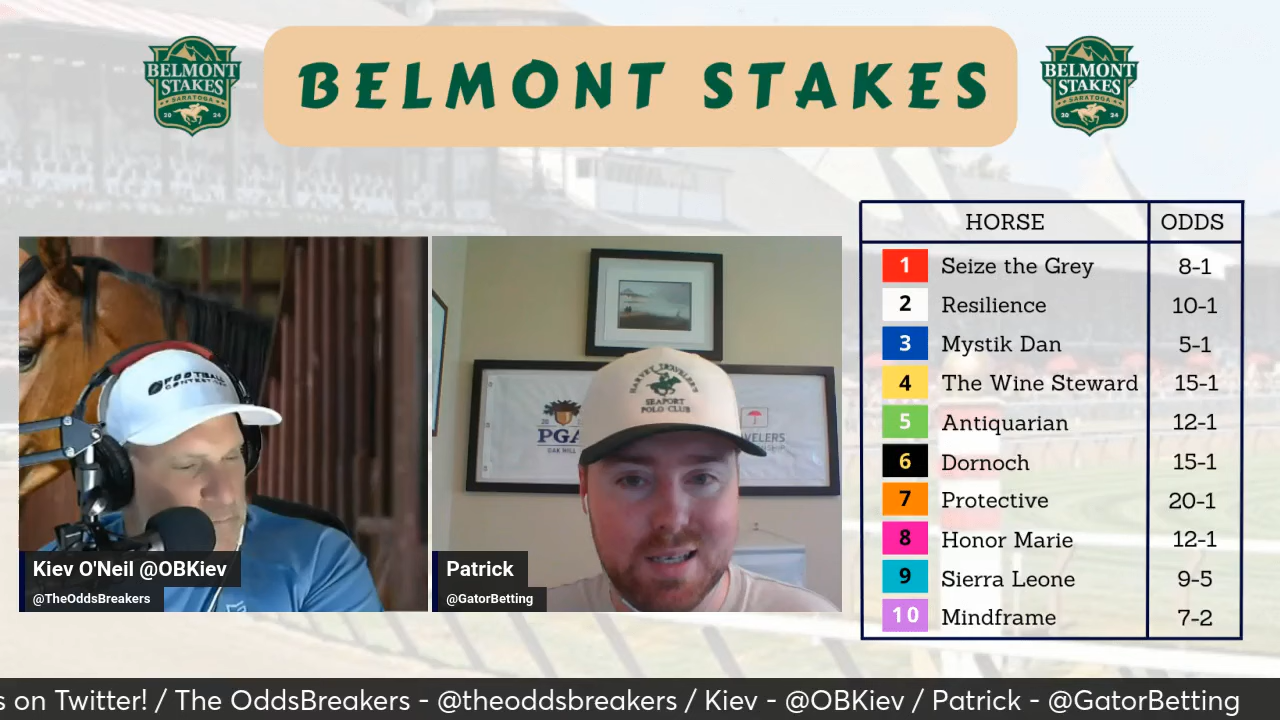 BELMONT STAKES
BELMONT
STAKES
SARATOGA
20 24
BELMONT
STAKES
SARATOGA
20 24
HORSE ODDS
1 Seize the Grey 8-1
2 Resilience 10-1
3 Mystik Dan 5-1
4 The Wine Steward 15-1
5 Antiquarian 12-1
6 Dornoch 15-1
7 Protective 20-1
8 Honor Marie 12-1
9 Sierra Leone 9-5
10 Mindframe 7-2
FOOTBALL
SEAPORT
POLO CLUB
PGA
OAK HILL
Kiev O'Neil @OBKiev
@TheOddsBreakers
Patrick
@GatorBetting
s on Twitter! / The OddsBreakers - @theoddsbreakers / Kiev - @OBKiev / Patrick - @GatorBetting